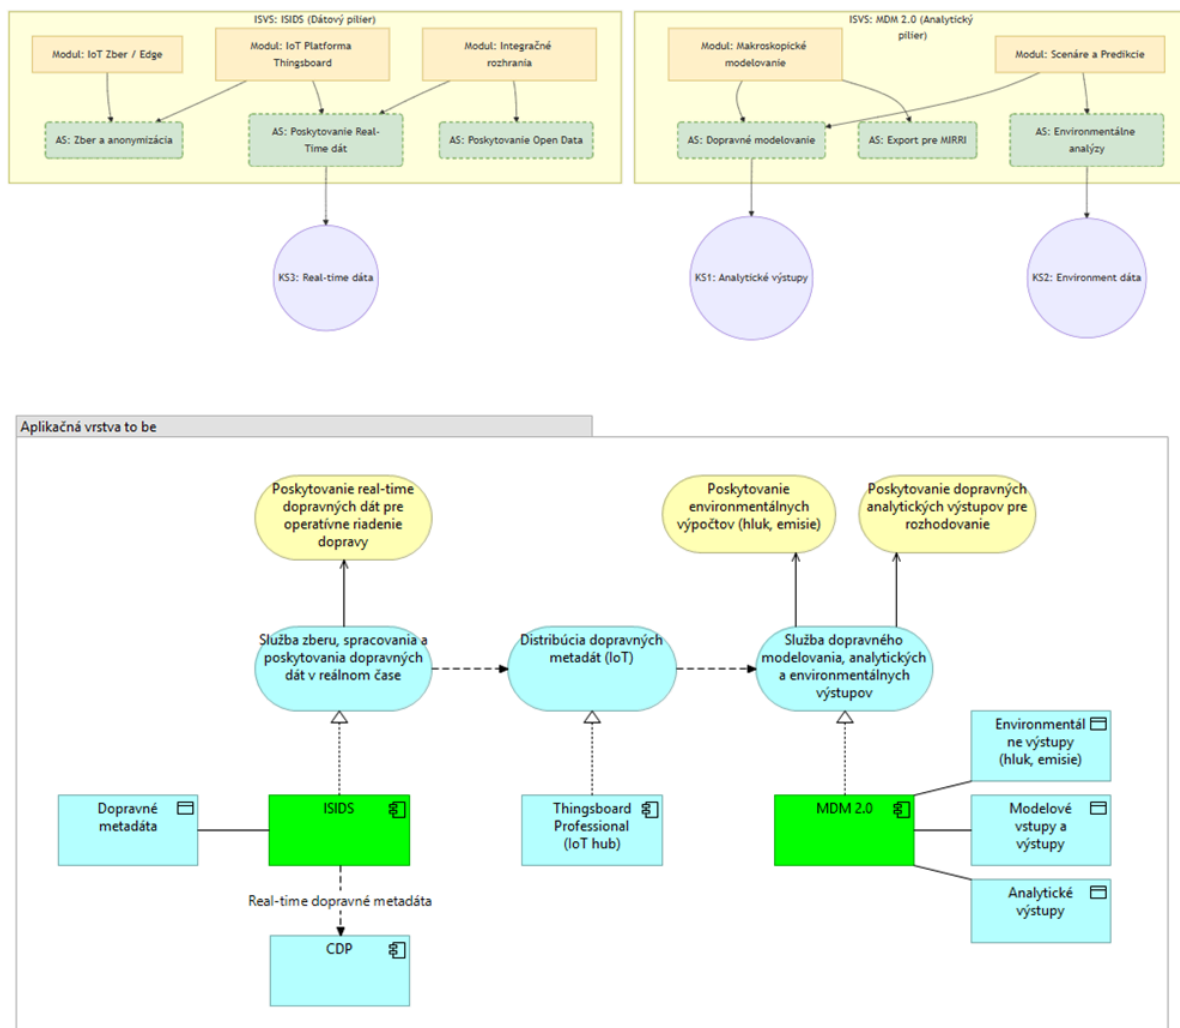 ISVS: ISIDS (Dátový pilier)
Modul: IoT Zber / Edge
Modul: IoT Platforma
Thingsboard
Modul: Integračné
rozhrania
AS: Zber a anonymizácia
AS: Poskytovanie Real-
Time dát
AS: Poskytovanie Open Data
KS3: Real-time dáta
ISVS: MDM 2.0 (Analytický
pilier)
Modul: Makroskopické
modelovanie
Modul: Scenáre a Predikcie
AS: Dopravné modelovanie
AS: Export pre MIRRI
AS: Environmentálne
analýzy
KS1: Analytické výstupy
KS2: Environment dáta
Aplikačná vrstva to be
Poskytovanie real-time
dopravných dát pre
operatívne riadenie
dopravy
Poskytovanie
environmentálnych
výpočtov (hluk, emisie)
Poskytovanie dopravných
analytických výstupov pre
rozhodovanie
Služba zberu, spracovania a
poskytovania dopravných
dát v reálnom čase
Distribúcia dopravných
metadát (IoT)
Služba dopravného
modelovania, analytických
a environmentálnych
výstupov
Dopravné
metadáta
ISIDS
Thingsboard
Professional
(IoT hub)
MDM 2.0
Environmentál
ne výstupy
(hluk, emisie)
Modelové
vstupy a
výstupy
Analytické
výstupy
Real-time dopravné metadáta
CDP